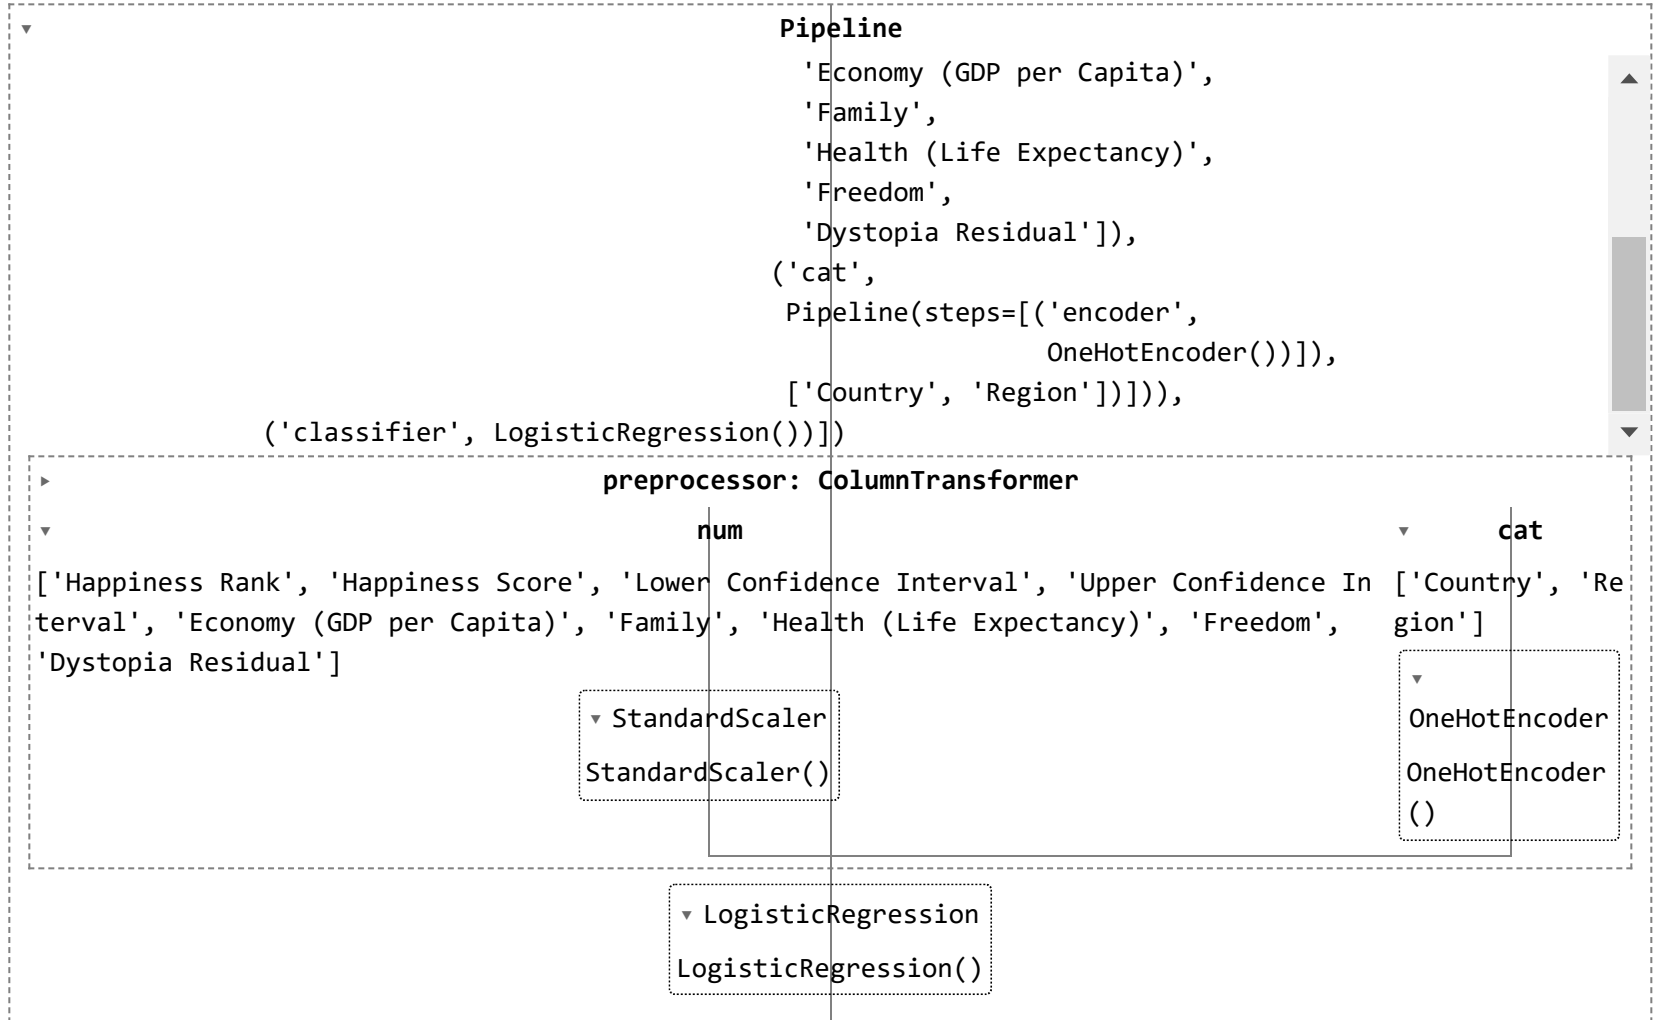 Pipeline
'Economy (GDP per Capita)',
'Family',
'Health (Life Expectancy)',
'Freedom',
'Dystopia Residual']),
('cat',
Pipeline(steps=[('encoder',
OneHotEncoder())]),
['Country', 'Region'])])),
('classifier', LogisticRegression())])
preprocessor: ColumnTransformer
num
['Happiness Rank', 'Happiness Score', 'Lower Confidence Interval', 'Upper Confidence In
terval', 'Economy (GDP per Capita)', 'Family', 'Health (Life Expectancy)', 'Freedom',
'Dystopia Residual']
StandardScaler
StandardScaler()
cat
['Country', 'Re
gion']
OneHotEncoder
OneHotEncoder
()
LogisticRegression
LogisticRegression()